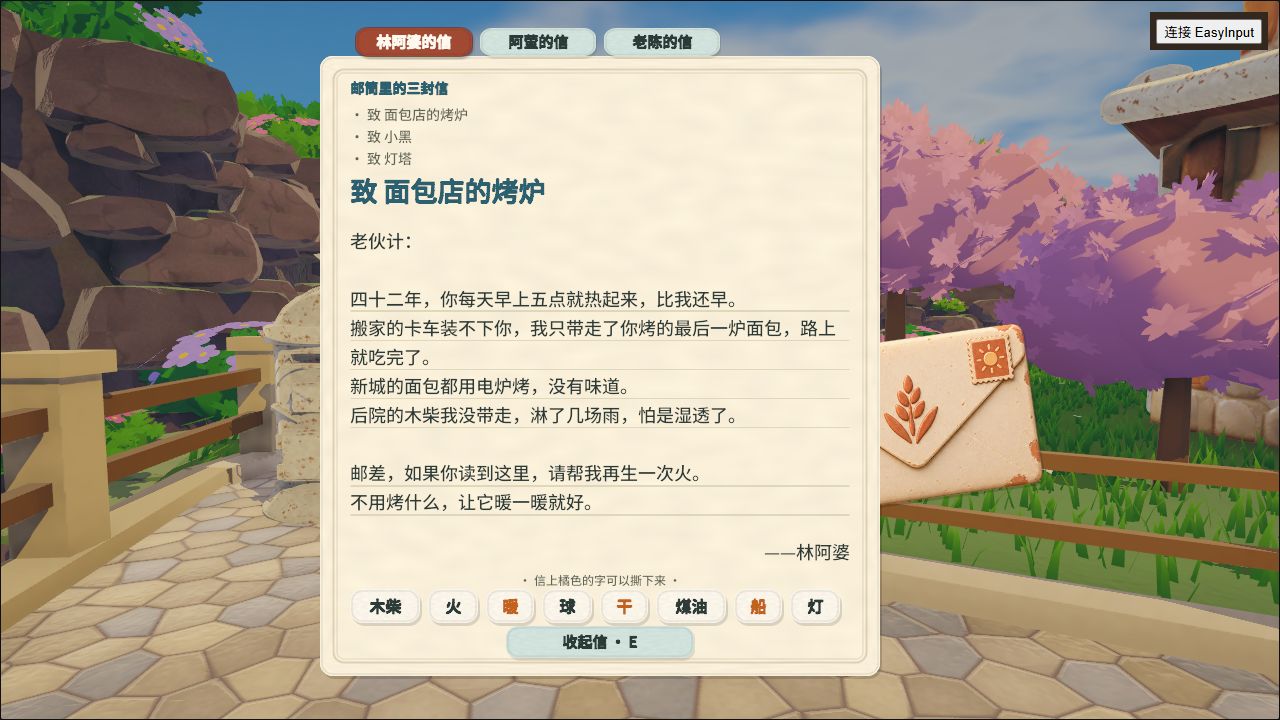 林阿婆的信
阿萤的信
老陈的信
连接 EasyInput
邮筒里的三封信
· 致 面包店的烤炉
· 致 小黑
· 致 灯塔
致 面包店的烤炉
老伙计：
四十二年，你每天早上五点就热起来，比我还早。
搬家的卡车装不下你，我只带走了你烤的最后一炉面包，路上
就吃完了。
新城的面包都用电炉烤，没有味道。
后院的木柴我没带走，淋了几场雨，怕是湿透了。
邮差，如果你读到这里，请帮我再生一次火。
不用烤什么，让它暖一暖就好。
——林阿婆
· 信上橘色的字可以撕下来 ·
木柴
火
暖
球
干
煤油
船
灯
收起信 · E